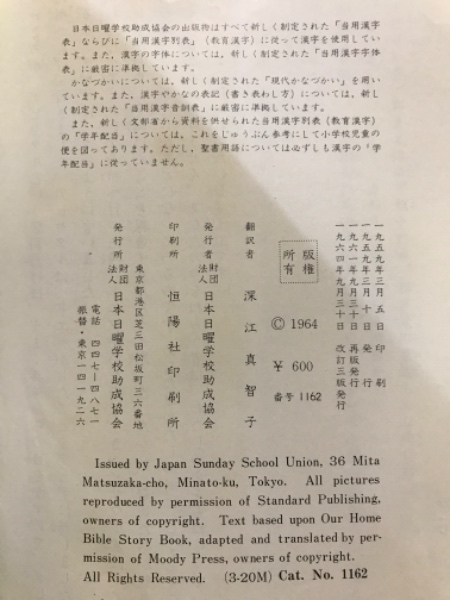 日本日曜学校助成協会の出版物はすべて新しく制定された「当用漢字
表」ならびに「当用漢字別表」(教育漢字)に従って漢字を使用してい
ます。また、漢字の字体については、新しく制定された「当用漢字字体
表」に厳密に準拠しています。
かなづかいについては、新しく制定された「現代かなづかい」を用い
ています。また、漢字やかなの表記(書き表わし方)については、新し
く制定された「当用漢字音訓表」に厳密に準拠しています。
また、新しく文部省から資料を供せられた当用漢字別表(教育漢字)
の「学年配当」については、これをじゅうぶん参考にして小学校児童の
便を図ってあります。ただし、聖書用語については必ずしも漢字の「学
年配当」に従っていません。
一九五九年三月五日 印刷
一九五九年三月十日 発行
一九六一年九月三十日 再版発行
一九六四年九月三十日 改訂三版発行
版権
所有
© 1964
¥ 600
番号 1162
翻訳者 深江真智子
発行者 財団法人 日本日曜学校助成協会
印刷所 恒陽社印刷所
東京都港区芝三田松坂町三六番地
発行所 財団法人 日本日曜学校助成協会
電話 四四七―四八七一
振替・東京一四一九二六
Issued by Japan Sunday School Union, 36 Mita
Matsuzaka-cho, Minato-ku, Tokyo. All pictures
reproduced by permission of Standard Publishing,
owners of copyright. Text based upon Our Home
Bible Story Book, adapted and translated by per-
mission of Moody Press, owners of copyright.
All Rights Reserved. (3-20M) Cat. No. 1162